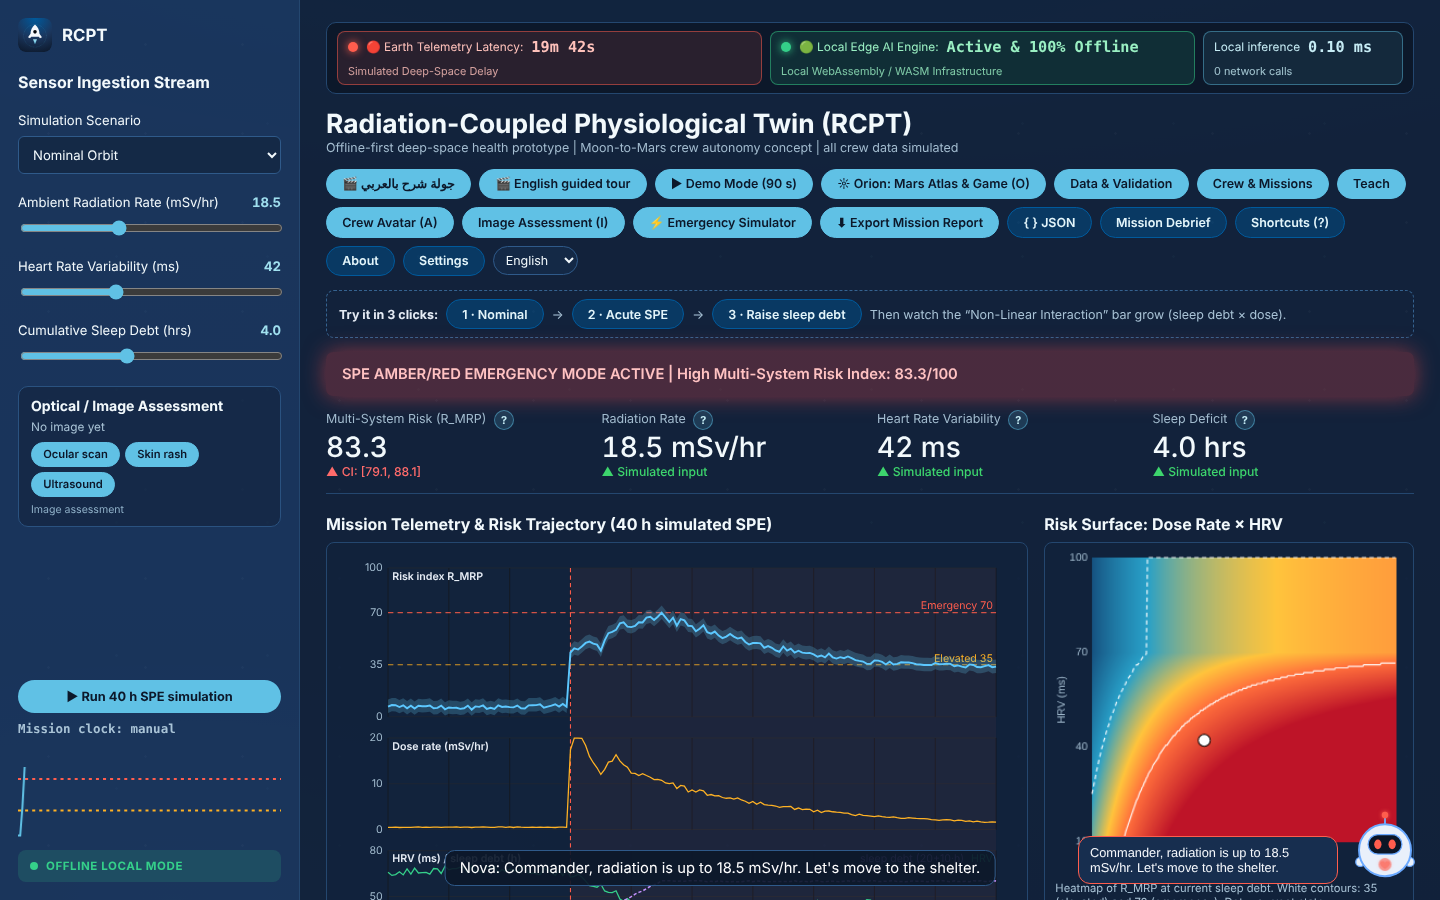 RCPT
Sensor Ingestion Stream
Simulation Scenario
Nominal Orbit
Ambient Radiation Rate (mSv/hr) 18.5
Heart Rate Variability (ms) 42
Cumulative Sleep Debt (hrs) 4.0
Optical / Image Assessment
No image yet
Ocular scan Skin rash
Ultrasound
Image assessment
▶ Run 40 h SPE simulation
Mission clock: manual
OFFLINE LOCAL MODE
Earth Telemetry Latency: 19m 42s
Simulated Deep-Space Delay
Local Edge AI Engine: Active & 100% Offline
Local WebAssembly / WASM Infrastructure
Local inference 0.10 ms
0 network calls
Radiation-Coupled Physiological Twin (RCPT)
Offline-first deep-space health prototype | Moon-to-Mars crew autonomy concept | all crew data simulated
🎬 جولة شرح بالعربي 🎬 English guided tour ▶ Demo Mode (90 s) ☼ Orion: Mars Atlas & Game (O) Data & Validation Crew & Missions Teach
Crew Avatar (A) Image Assessment (I) ⚡ Emergency Simulator ⬇ Export Mission Report { } JSON Mission Debrief Shortcuts (?)
About Settings English
Try it in 3 clicks: 1 · Nominal → 2 · Acute SPE → 3 · Raise sleep debt Then watch the “Non-Linear Interaction” bar grow (sleep debt × dose).
SPE AMBER/RED EMERGENCY MODE ACTIVE | High Multi-System Risk Index: 83.3/100
Multi-System Risk (R_MRP) ? Radiation Rate ? Heart Rate Variability ? Sleep Deficit ?
83.3 18.5 mSv/hr 42 ms 4.0 hrs
▲ CI: [79.1, 88.1] ▲ Simulated input ▲ Simulated input ▲ Simulated input
Mission Telemetry & Risk Trajectory (40 h simulated SPE)
100
Risk index R_MRP
70
Emergency 70
35
Elevated 35
0
20
Dose rate (mSv/hr)
10
0
80
HRV (ms) / sleep debt (h)
50
Nova: Commander, radiation is up to 18.5 mSv/hr. Let's move to the shelter.
Risk Surface: Dose Rate × HRV
100
70
HRV (ms)
40
Commander, radiation is up to 18.5
mSv/hr. Let's move to the shelter.
Heatmap of R_MRP at current sleep debt. White contours: 35